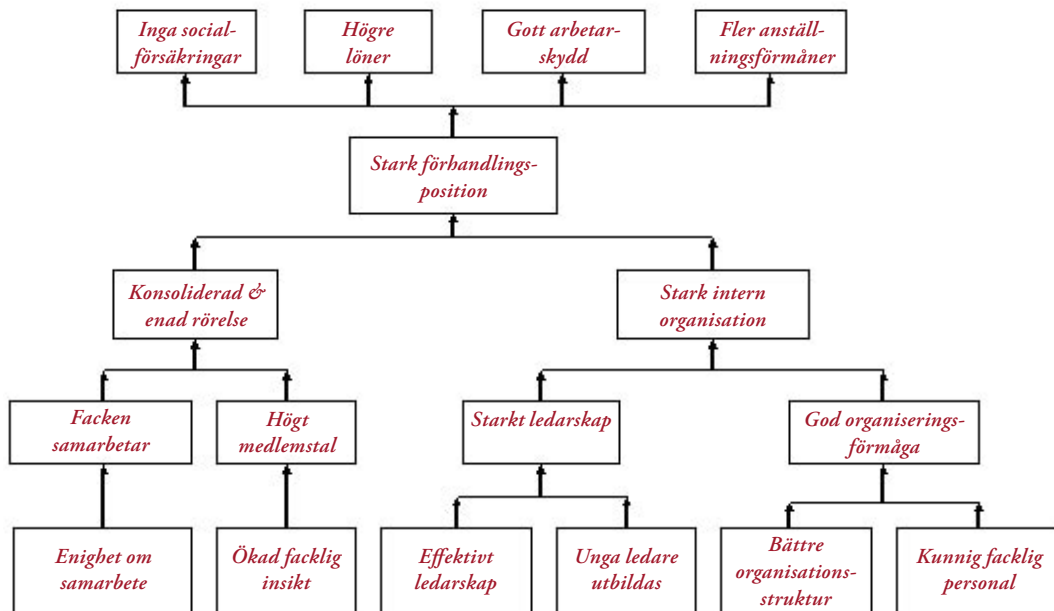 Inga social-
försäkringar
Högre
löner
Gott arbetar-
skydd
Fler anställ-
ningsförmåner
Stark förhandlings-
position
Konsoliderad &
enad rörelse
Stark intern
organisation
Facken
samarbetar
Högt
medlemstal
Starkt ledarskap
God organiserings-
förmåga
Enighet om
samarbete
Ökad facklig
insikt
Effektivt
ledarskap
Unga ledare
utbildas
Bättre
organisations-
struktur
Kunnig facklig
personal